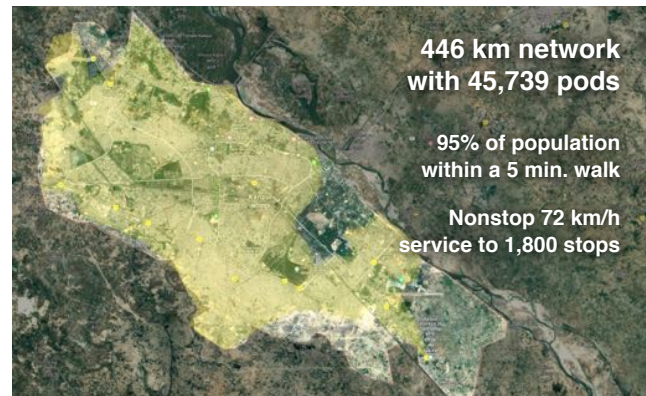 446 km network
with 45,739 pods
95% of population
within a 5 min. walk
Nonstop 72 km/h
service to 1,800 stops
Kanpur